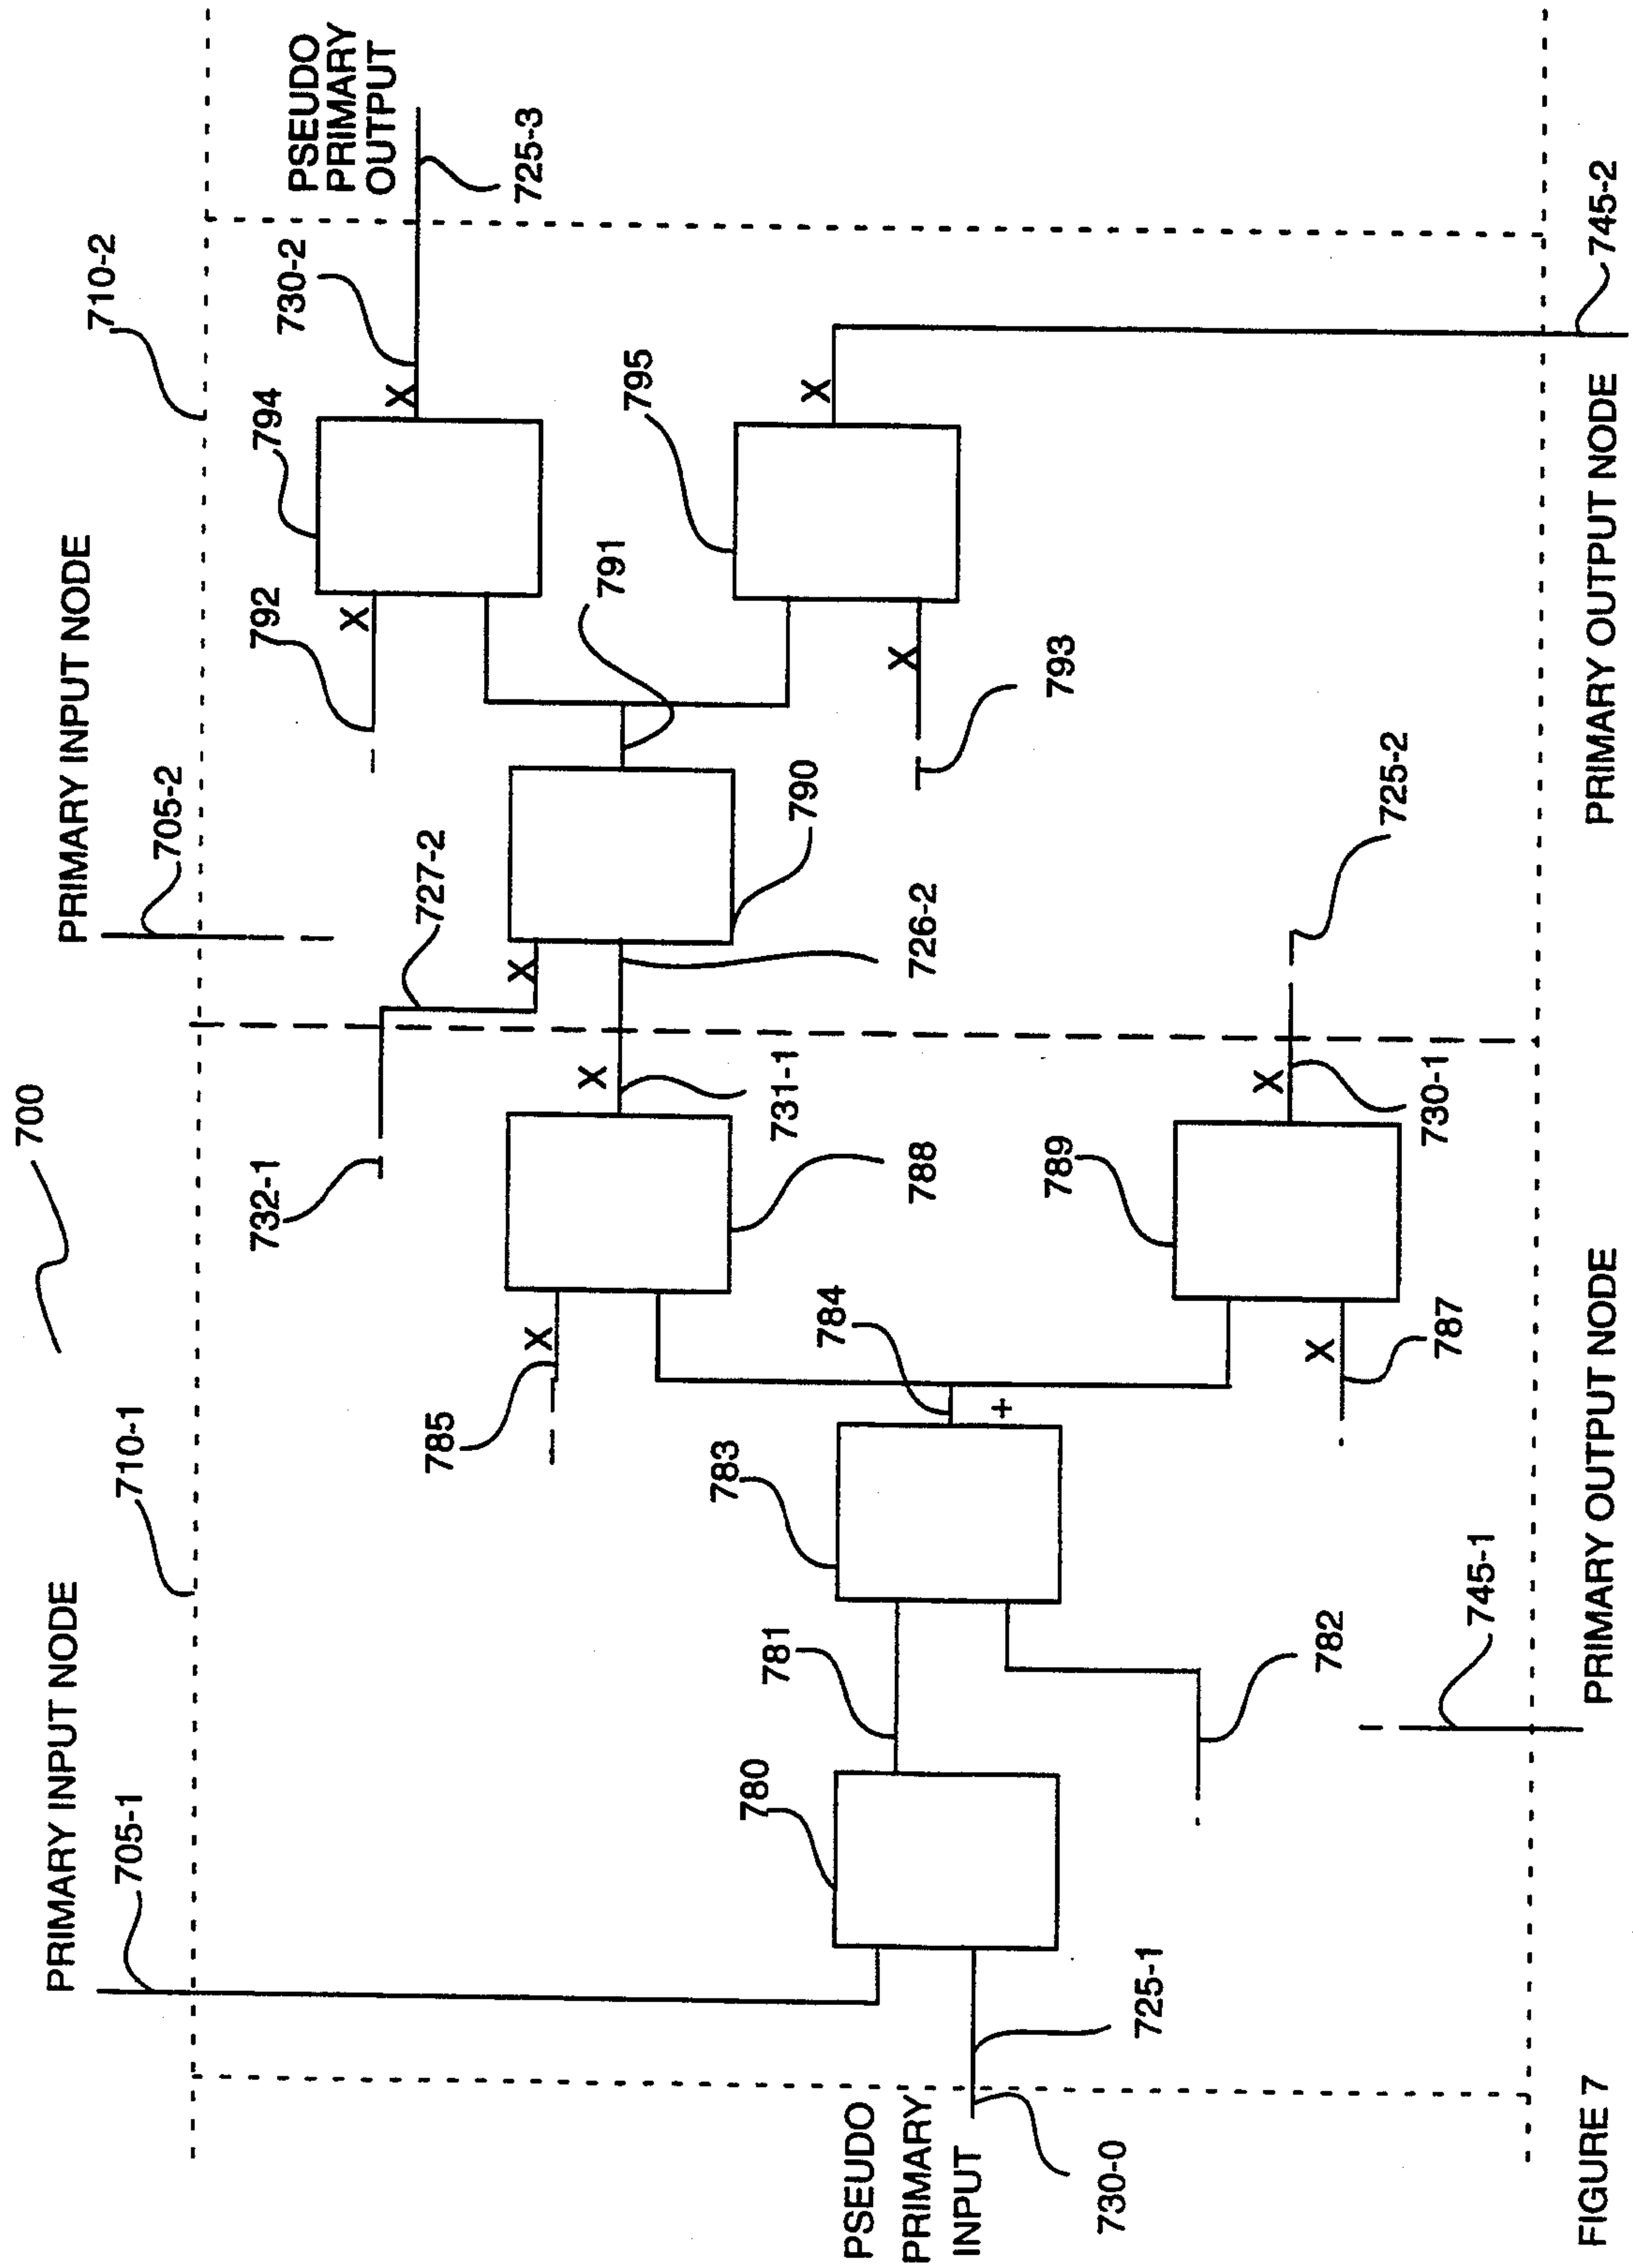 700
PRIMARY INPUT NODE
705-1
710-1
PRIMARY INPUT NODE
705-2
710-2
PSEUDO
PRIMARY
OUTPUT
725-3
730-2
X
794
792
X
732-1
727-2
X
791
795
X
785
X
788
X
731-1
726-2
790
793
X
780
781
783
784
+
789
X
730-1
725-2
787
X
782
PSEUDO
PRIMARY
INPUT
730-0
725-1
745-1
PRIMARY OUTPUT NODE
PRIMARY OUTPUT NODE
745-2
FIGURE 7